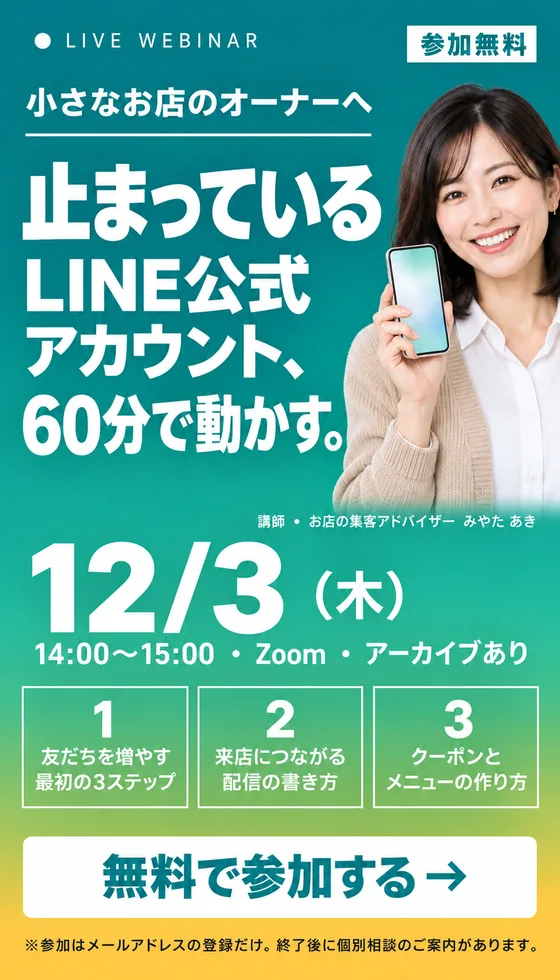 ● LIVE WEBINAR
参加無料
小さなお店のオーナーへ
止まっている
LINE公式
アカウント、
60分で動かす。
講師 • お店の集客アドバイザー みやた あき
12/3（木）
14:00〜15:00 • Zoom • アーカイブあり
1
友だちを増やす
最初の3ステップ
2
来店につながる
配信の書き方
3
クーポンと
メニューの作り方
無料で参加する→
※参加はメールアドレスの登録だけ。終了後に個別相談のご案内があります。